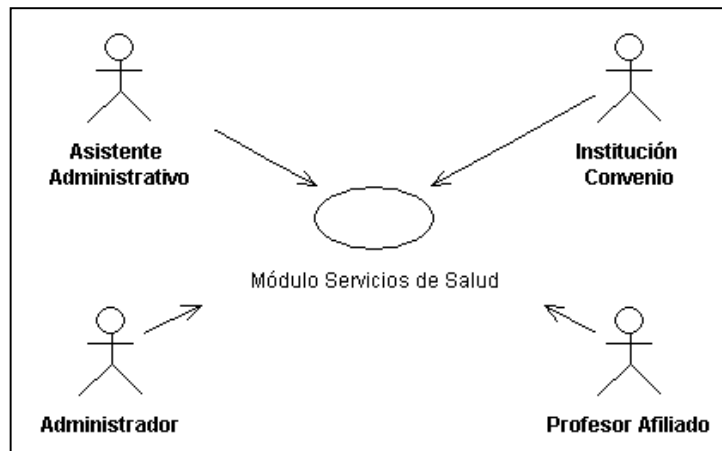 Asistente
Administrativo
Institución
Convenio
Módulo Servicios de Salud
Administrador
Profesor Afiliado